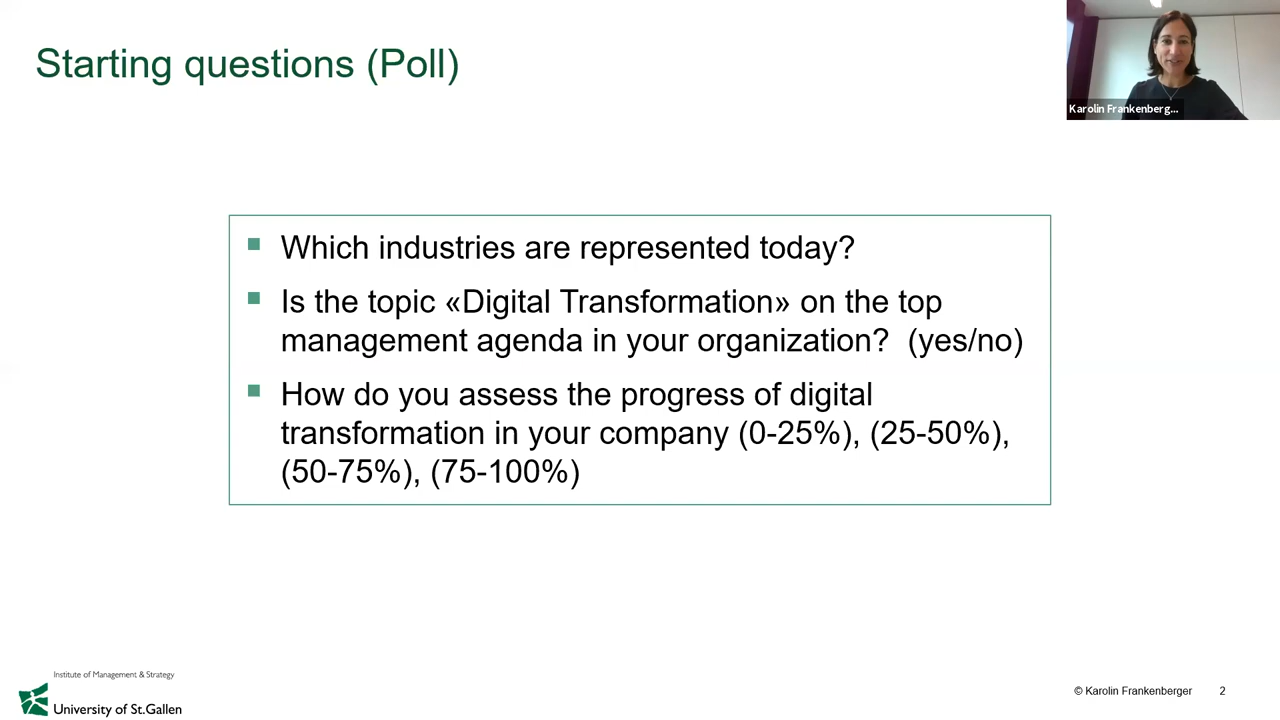 Starting questions (Poll)
Karolin Frankenberg...
Which industries are represented today?
Is the topic «Digital Transformation» on the top
management agenda in your organization? (yes/no)
How do you assess the progress of digital
transformation in your company (0-25%), (25-50%),
(50-75%), (75-100%)
Institute of Management & Strategy
University of St.Gallen
© Karolin Frankenberger
2